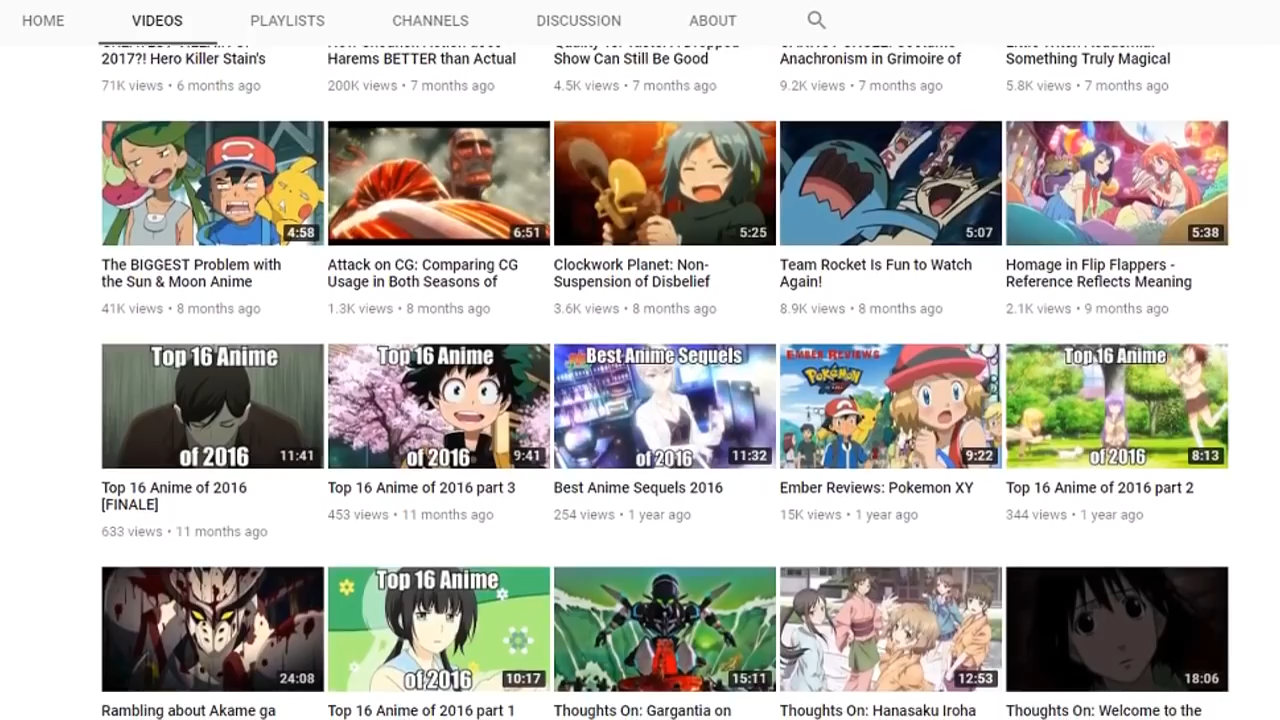 HOME VIDEOS PLAYLISTS CHANNELS DISCUSSION ABOUT
2017?! Hero Killer Stain's
71K views • 6 months ago
Harems BETTER than Actual
200K views • 7 months ago
Show Can Still Be Good
4.5K views • 7 months ago
Anachronism in Grimoire of
9.2K views • 7 months ago
Something Truly Magical
5.8K views • 7 months ago
4:58
The BIGGEST Problem with
the Sun & Moon Anime
41K views • 8 months ago
6:51
Attack on CG: Comparing CG
Usage in Both Seasons of
1.3K views • 8 months ago
5:25
Clockwork Planet: Non-
Suspension of Disbelief
3.6K views • 8 months ago
5:07
Team Rocket Is Fun to Watch
Again!
8.9K views • 8 months ago
5:38
Homage in Flip Flappers -
Reference Reflects Meaning
2.1K views • 9 months ago
Top 16 Anime
of 2016
11:41
Top 16 Anime of 2016
[FINALE]
633 views • 11 months ago
Top 16 Anime
of 2016
9:41
Top 16 Anime of 2016 part 3
453 views • 11 months ago
Best Anime Sequels
of 2016
11:32
Best Anime Sequels 2016
254 views • 1 year ago
EMBER REVIEWS
POKéMON
9:22
Ember Reviews: Pokemon XY
15K views • 1 year ago
Top 16 Anime
of 2016
8:13
Top 16 Anime of 2016 part 2
344 views • 1 year ago
24:08
Rambling about Akame ga
Top 16 Anime
of 2016
10:17
Top 16 Anime of 2016 part 1
15:11
Thoughts On: Gargantia on
12:53
Thoughts On: Hanasaku Iroha
18:06
Thoughts On: Welcome to the